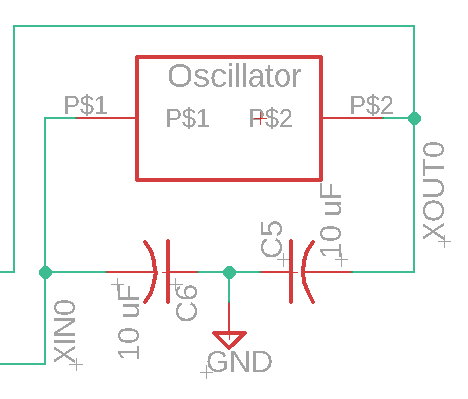 Oscillator
P$1
P$1
P$2
P$2
XOUT0
C5
10 uF
XIN0
10 uF
C6
GND